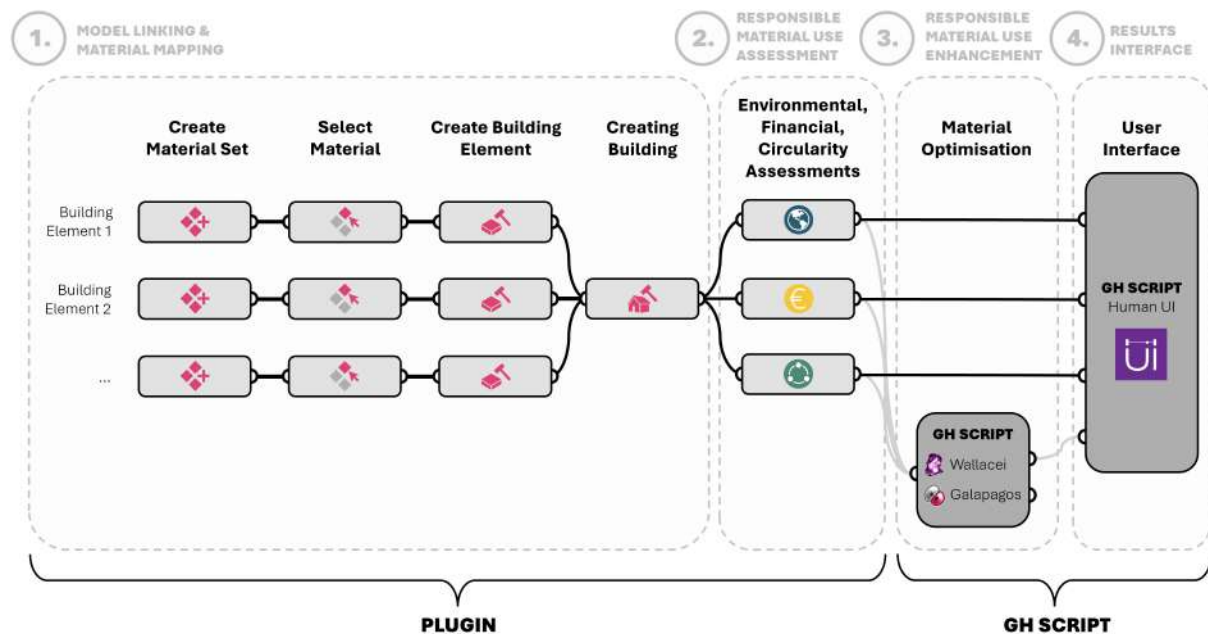 1.
MODEL LINKING &
MATERIAL MAPPING
2.
RESPONSIBLE
MATERIAL USE
ASSESSMENT
3.
RESPONSIBLE
MATERIAL USE
ENHANCEMENT
4.
RESULTS
INTERFACE
Create
Material Set
Select
Material
Create Building
Element
Creating
Building
Environmental,
Financial,
Circularity
Assessments
Material
Optimisation
User
Interface
Building
Element 1
Building
Element 2
...
€
GH SCRIPT
Human UI
UI
GH SCRIPT
Wallacei
Galapagos
PLUGIN
GH SCRIPT